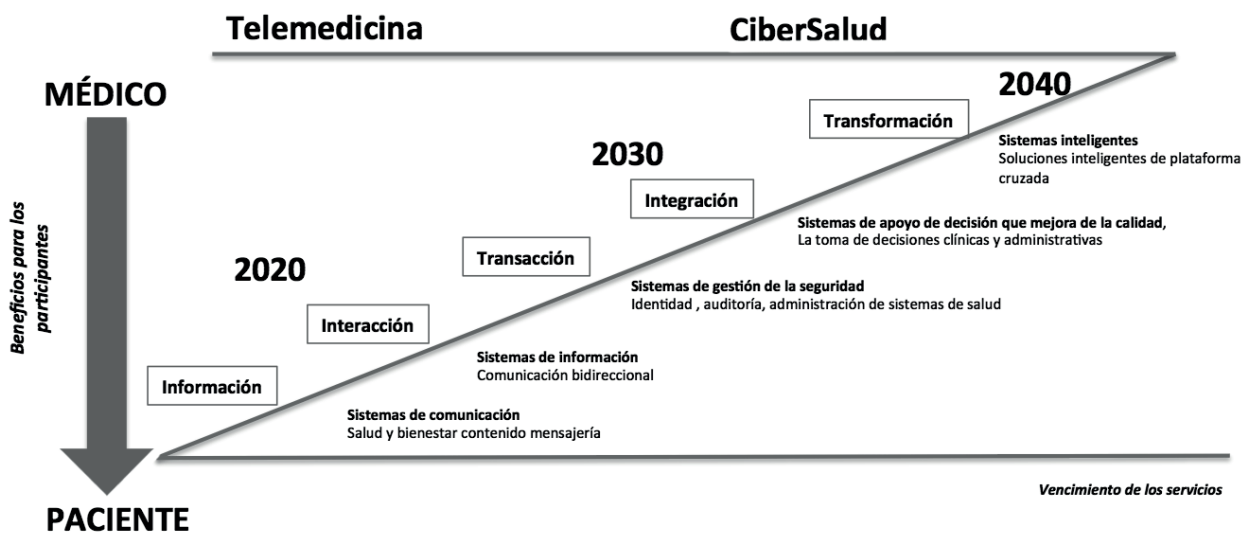 Telemedicina
CiberSalud
MÉDICO
2040
Transformación
Sistemas inteligentes
Soluciones inteligentes de plataforma
cruzada
2030
Integración
Sistemas de apoyo de decisión que mejora de la calidad,
La toma de decisiones clínicas y administrativas
Beneficios para los
participantes
2020
Transacción
Sistemas de gestión de la seguridad
Identidad , auditoría, administración de sistemas de salud
Interacción
Sistemas de información
Comunicación bidireccional
Información
Sistemas de comunicación
Salud y bienestar contenido mensajería
Vencimiento de los servicios
PACIENTE